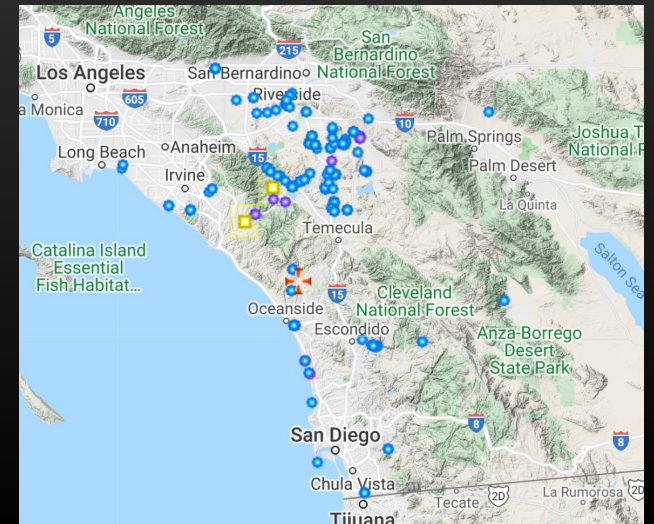 Angeles
National Forest
5
215
San
Bernardino
National Forest
Los Angeles
San Bernardino
a Monica
605
Riverside
710
10
Palm Springs
Joshua T
National P
Long Beach
Anaheim
15
Palm Desert
Irvine
La Quinta
Temecula
Catalina Island
Essential
Fish Habitat...
Salton Sea
15
Cleveland
National Forest
Oceanside
Escondido
Anza-Borrego
Desert
State Park
8
8
San Diego
Chula Vista
Tecate
2D
La Rumorosa
2D
Tijuana